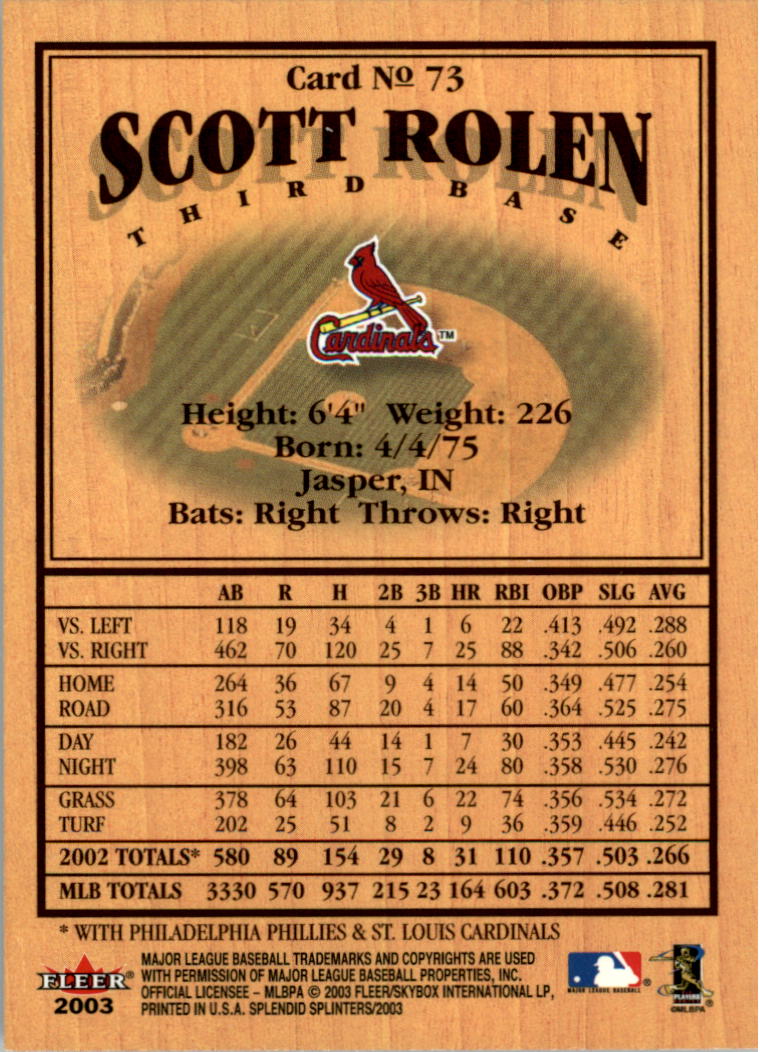 Card Nº 73
SCOTT ROLEN
THIRD BASE
Cardinals TM
Height: 6'4" Weight: 226
Born: 4/4/75
Jasper, IN
Bats: Right Throws: Right
AB R H 2B 3B HR RBI OBP SLG AVG
VS. LEFT 118 19 34 4 1 6 22 .413 .492 .288
VS. RIGHT 462 70 120 25 7 25 88 .342 .506 .260
HOME 264 36 67 9 4 14 50 .349 .477 .254
ROAD 316 53 87 20 4 17 60 .364 .525 .275
DAY 182 26 44 14 1 7 30 .353 .445 .242
NIGHT 398 63 110 15 7 24 80 .358 .530 .276
GRASS 378 64 103 21 6 22 74 .356 .534 .272
TURF 202 25 51 8 2 9 36 .359 .446 .252
2002 TOTALS* 580 89 154 29 8 31 110 .357 .503 .266
MLB TOTALS 3330 570 937 215 23 164 603 .372 .508 .281
* WITH PHILADELPHIA PHILLIES & ST. LOUIS CARDINALS
FLEER®
2003
MAJOR LEAGUE BASEBALL TRADEMARKS AND COPYRIGHTS ARE USED
WITH PERMISSION OF MAJOR LEAGUE BASEBALL PROPERTIES, INC.
OFFICIAL LICENSEE – MLBPA © 2003 FLEER/SKYBOX INTERNATIONAL LP,
PRINTED IN U.S.A. SPLENDID SPLINTERS/2003
MAJOR LEAGUE BASEBALL ®
PLAYERS ®
©MLBPA